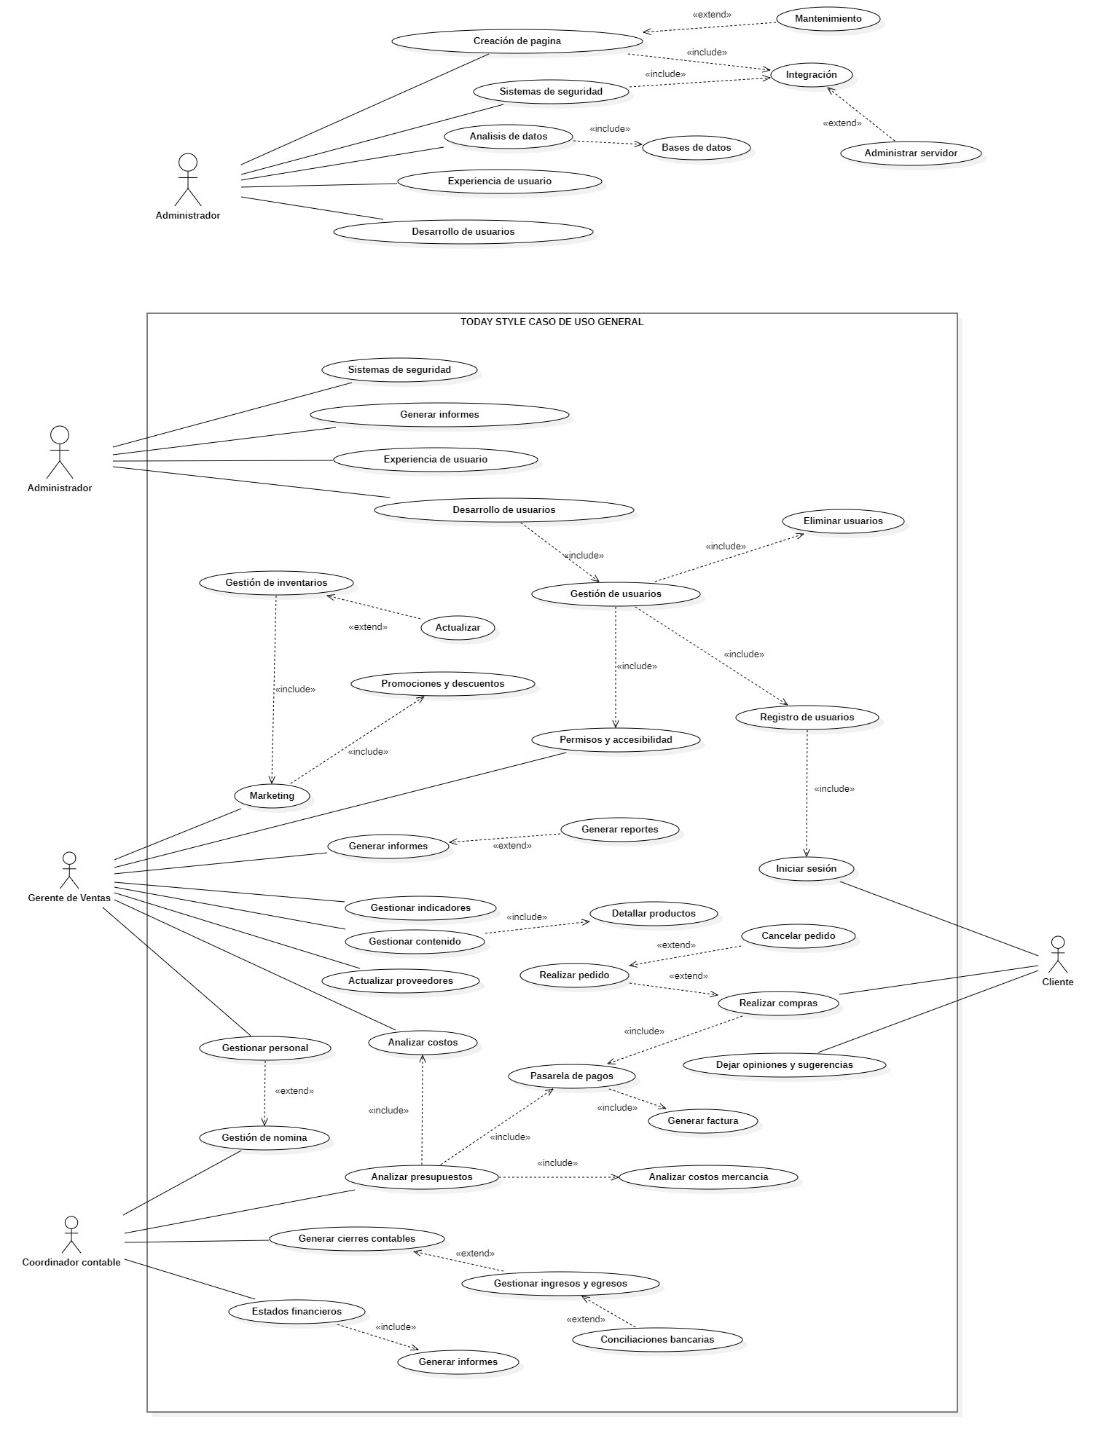 Mantenimiento
«extend»
Creación de pagina
«include»
Integración
«include»
Sistemas de seguridad
«extend»
«include»
Analisis de datos
Bases de datos
Administrar servidor
Experiencia de usuario
Administrador
Desarrollo de usuarios
TODAY STYLE CASO DE USO GENERAL
Sistemas de seguridad
Generar informes
Experiencia de usuario
Administrador
Desarrollo de usuarios
Eliminar usuarios
«include»
«include»
Gestión de inventarios
Gestión de usuarios
«extend»
Actualizar
«include»
«include»
Promociones y descuentos
«include»
Registro de usuarios
Permisos y accesibilidad
«include»
«include»
Marketing
Generar reportes
Generar informes
«extend»
Iniciar sesión
Gerente de Ventas
Gestionar indicadores
Detallar productos
«include»
Gestionar contenido
Cancelar pedido
«extend»
Realizar pedido
«extend»
Actualizar proveedores
Cliente
Realizar compras
«include»
Analizar costos
Gestionar personal
Dejar opiniones y sugerencias
Pasarela de pagos
«extend»
«include»
«include»
Generar factura
Gestión de nomina
«include»
«include»
Analizar presupuestos
Analizar costos mercancia
Generar cierres contables
«extend»
Coordinador contable
Gestionar ingresos y egresos
Estados financieros
«extend»
«include»
Conciliaciones bancarias
Generar informes